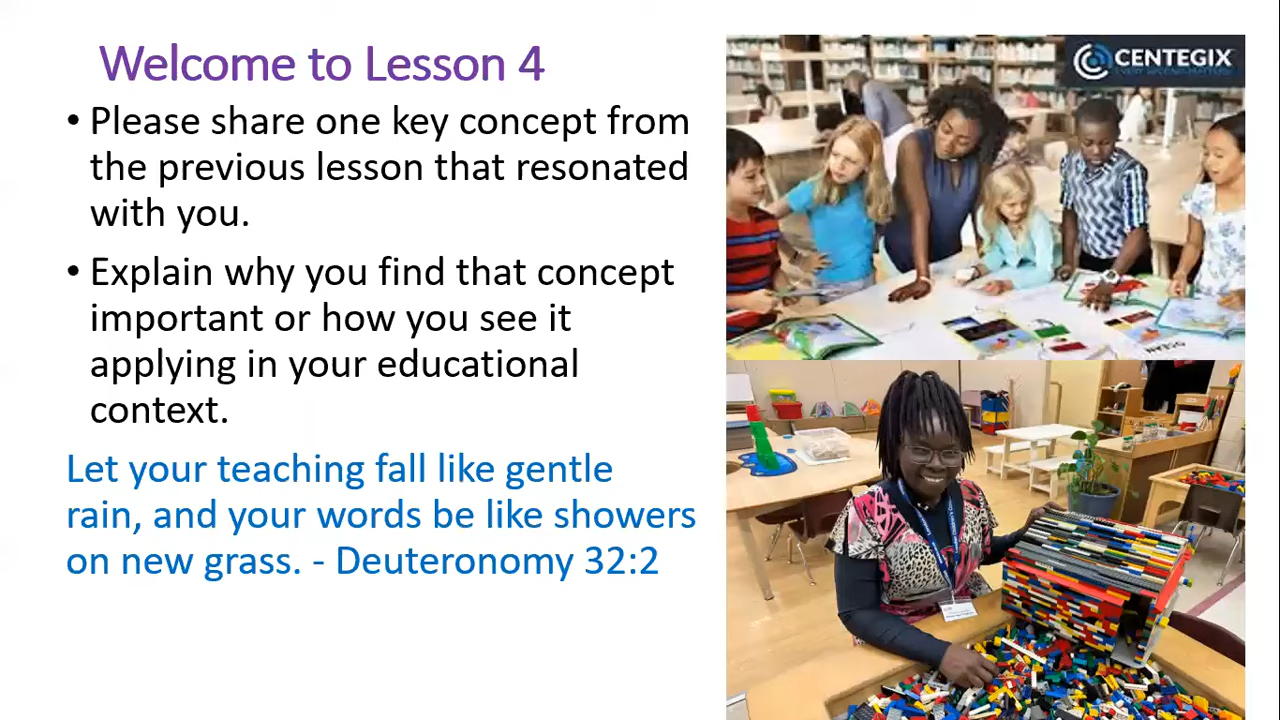 Welcome to Lesson 4
• Please share one key concept from
the previous lesson that resonated
with you.
• Explain why you find that concept
important or how you see it
applying in your educational
context.
Let your teaching fall like gentle
rain, and your words be like showers
on new grass. - Deuteronomy 32:2
CENTEGIX